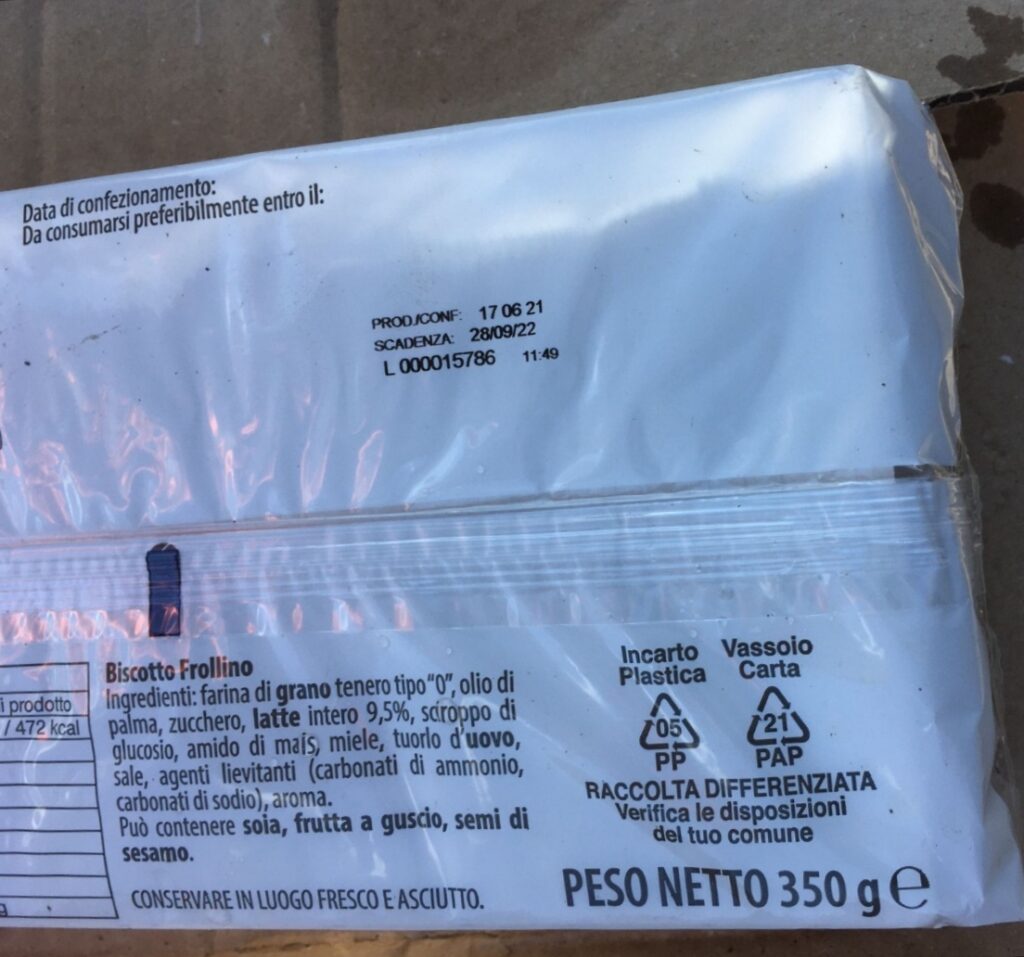 Data di confezionamento:
Da consumarsi preferibilmente entro il:
PROD./CONF: 17 06 21
SCADENZA: 28/09/22
L 000015786 11:49
i prodotto
/ 472 kcal
g
Biscotto Frollino
Ingredienti: farina di grano tenero tipo "0", olio di
palma, zucchero, latte intero 9,5%, sciroppo di
glucosio, amido di mais, miele, tuorlo d'uovo,
sale, agenti lievitanti (carbonati di ammonio,
carbonati di sodio), aroma.
Può contenere soia, frutta a guscio, semi di
sesamo.
CONSERVARE IN LUOGO FRESCO E ASCIUTTO.
Incarto
Plastica
05
PP
Vassoio
Carta
21
PAP
RACCOLTA DIFFERENZIATA
Verifica le disposizioni
del tuo comune
PESO NETTO 350 g ℮